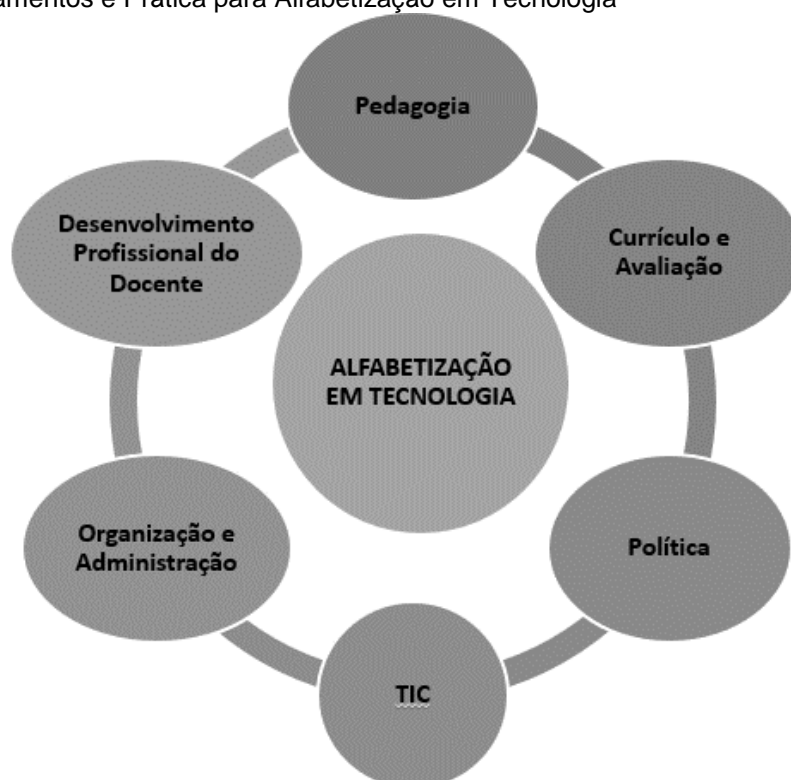 e Prática para Alfabetização em Tecnologia
Pedagogia
Desenvolvimento
Profissional do
Docente
Currículo e
Avaliação
ALFABETIZAÇÃO
EM TECNOLOGIA
Organização e
Administração
Política
TIC